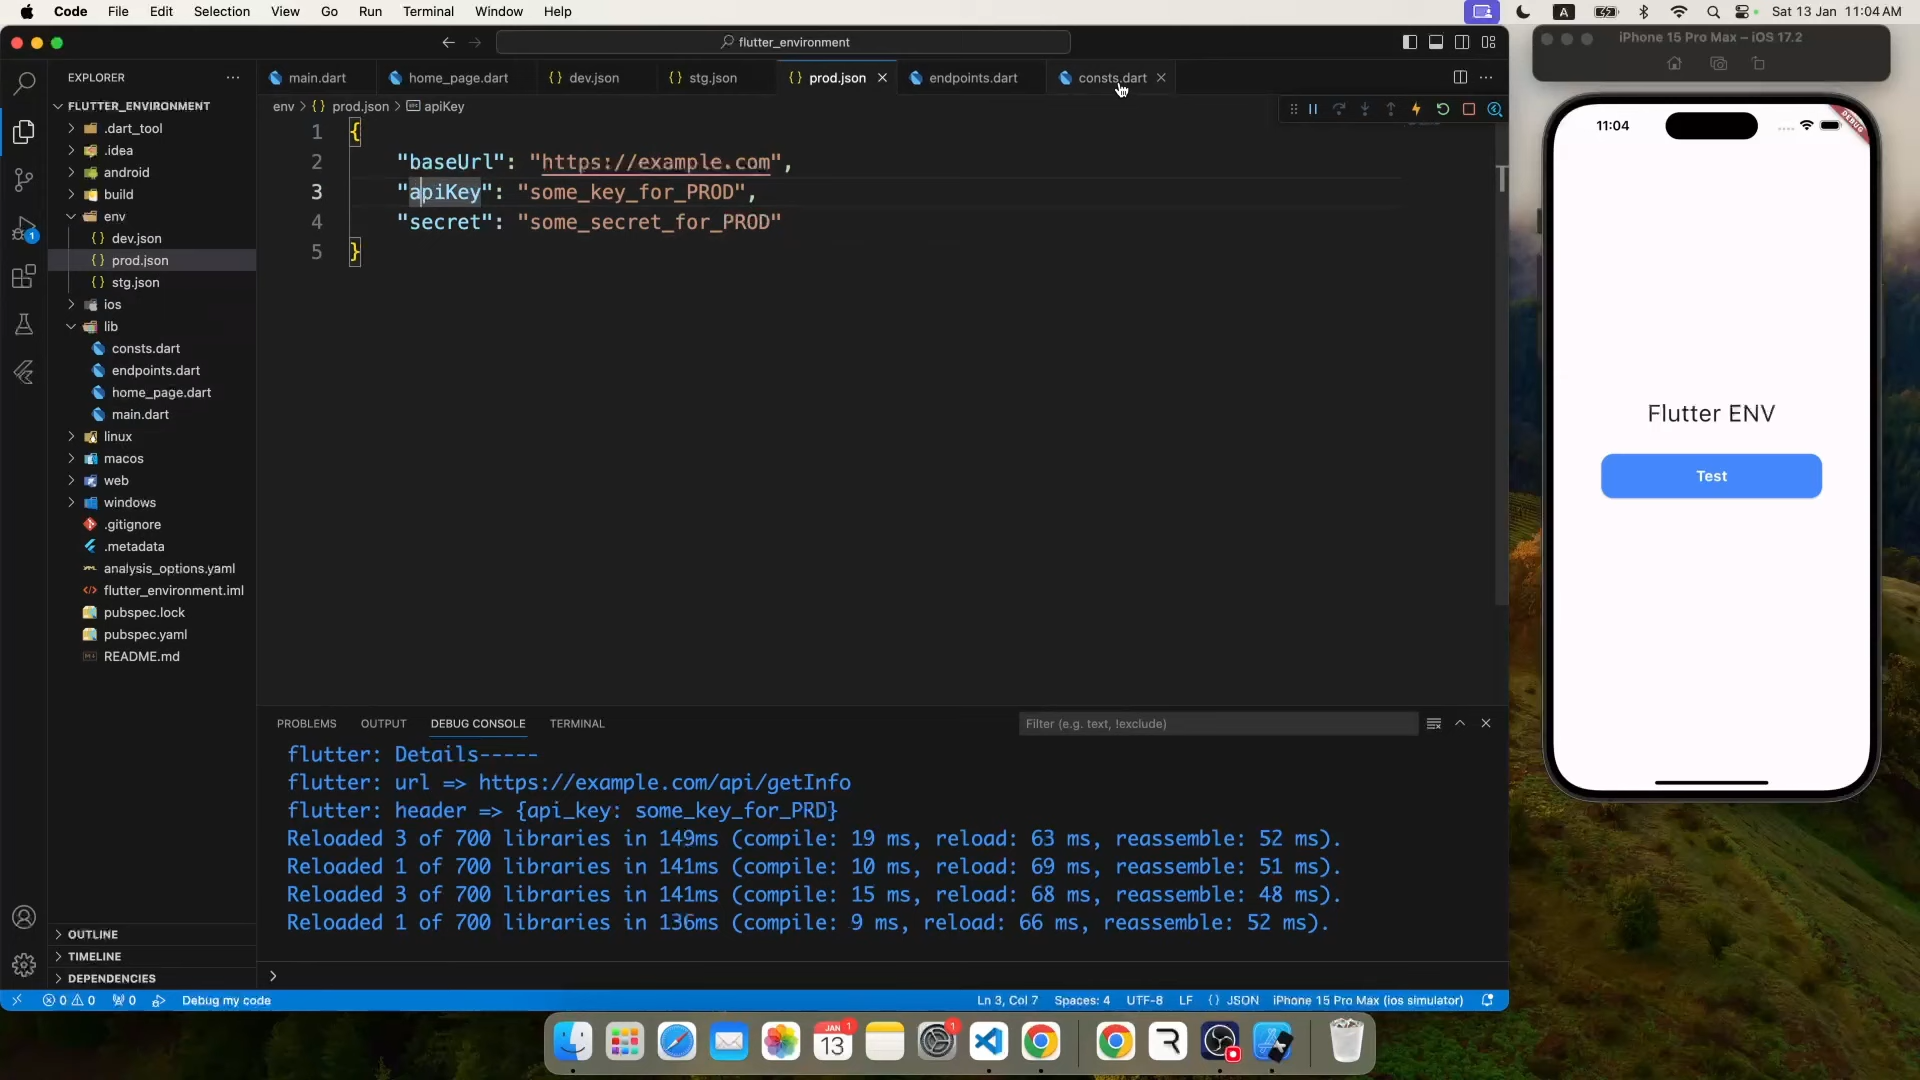 Code File Edit Selection View Go Run Terminal Window Help
A Sat 13 Jan 11:04 AM
flutter_environment
EXPLORER
FLUTTER_ENVIRONMENT
.dart_tool
.idea
android
build
env
dev.json
prod.json
stg.json
ios
lib
consts.dart
endpoints.dart
home_page.dart
main.dart
linux
macos
web
windows
.gitignore
.metadata
analysis_options.yaml
flutter_environment.iml
pubspec.lock
pubspec.yaml
README.md
OUTLINE
TIMELINE
DEPENDENCIES
1
main.dart home_page.dart {} dev.json {} stg.json {} prod.json endpoints.dart consts.dart
env > {} prod.json > apiKey
1 {
2 "baseUrl": "https://example.com",
3 "apiKey": "some_key_for_PROD",
4 "secret": "some_secret_for_PROD"
5 }
PROBLEMS OUTPUT DEBUG CONSOLE TERMINAL Filter (e.g. text, !exclude)
flutter: Details-----
flutter: url => https://example.com/api/getInfo
flutter: header => {api_key: some_key_for_PRD}
Reloaded 3 of 700 libraries in 149ms (compile: 19 ms, reload: 63 ms, reassemble: 52 ms).
Reloaded 1 of 700 libraries in 141ms (compile: 10 ms, reload: 69 ms, reassemble: 51 ms).
Reloaded 3 of 700 libraries in 141ms (compile: 15 ms, reload: 68 ms, reassemble: 48 ms).
Reloaded 1 of 700 libraries in 136ms (compile: 9 ms, reload: 66 ms, reassemble: 52 ms).
>
0 0 0 Debug my code Ln 3, Col 7 Spaces: 4 UTF-8 LF {} JSON iPhone 15 Pro Max (ios simulator)
iPhone 15 Pro Max – iOS 17.2
11:04
DEBUG
Flutter ENV
Test
JAN 1
13
1